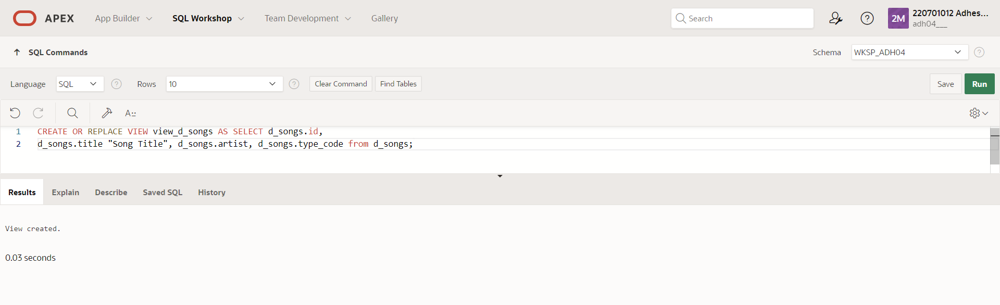 APEX App Builder SQL Workshop Team Development Gallery Search ? 2M 220701012 Adhes...
adh04___
SQL Commands Schema WKSP_ADH04 ?
Language SQL ? Rows 10 ? Clear Command Find Tables Save Run
A::
1 CREATE OR REPLACE VIEW view_d_songs AS SELECT d_songs.id,
2 d_songs.title "Song Title", d_songs.artist, d_songs.type_code from d_songs;
Results Explain Describe Saved SQL History
View created.
0.03 seconds